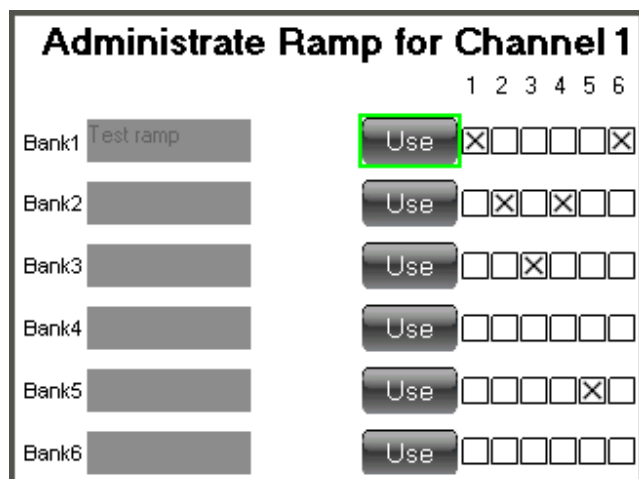 Administrate Ramp for Channel 1
1 2 3 4 5 6
Bank1 Test ramp Use
Bank2 Use
Bank3 Use
Bank4 Use
Bank5 Use
Bank6 Use